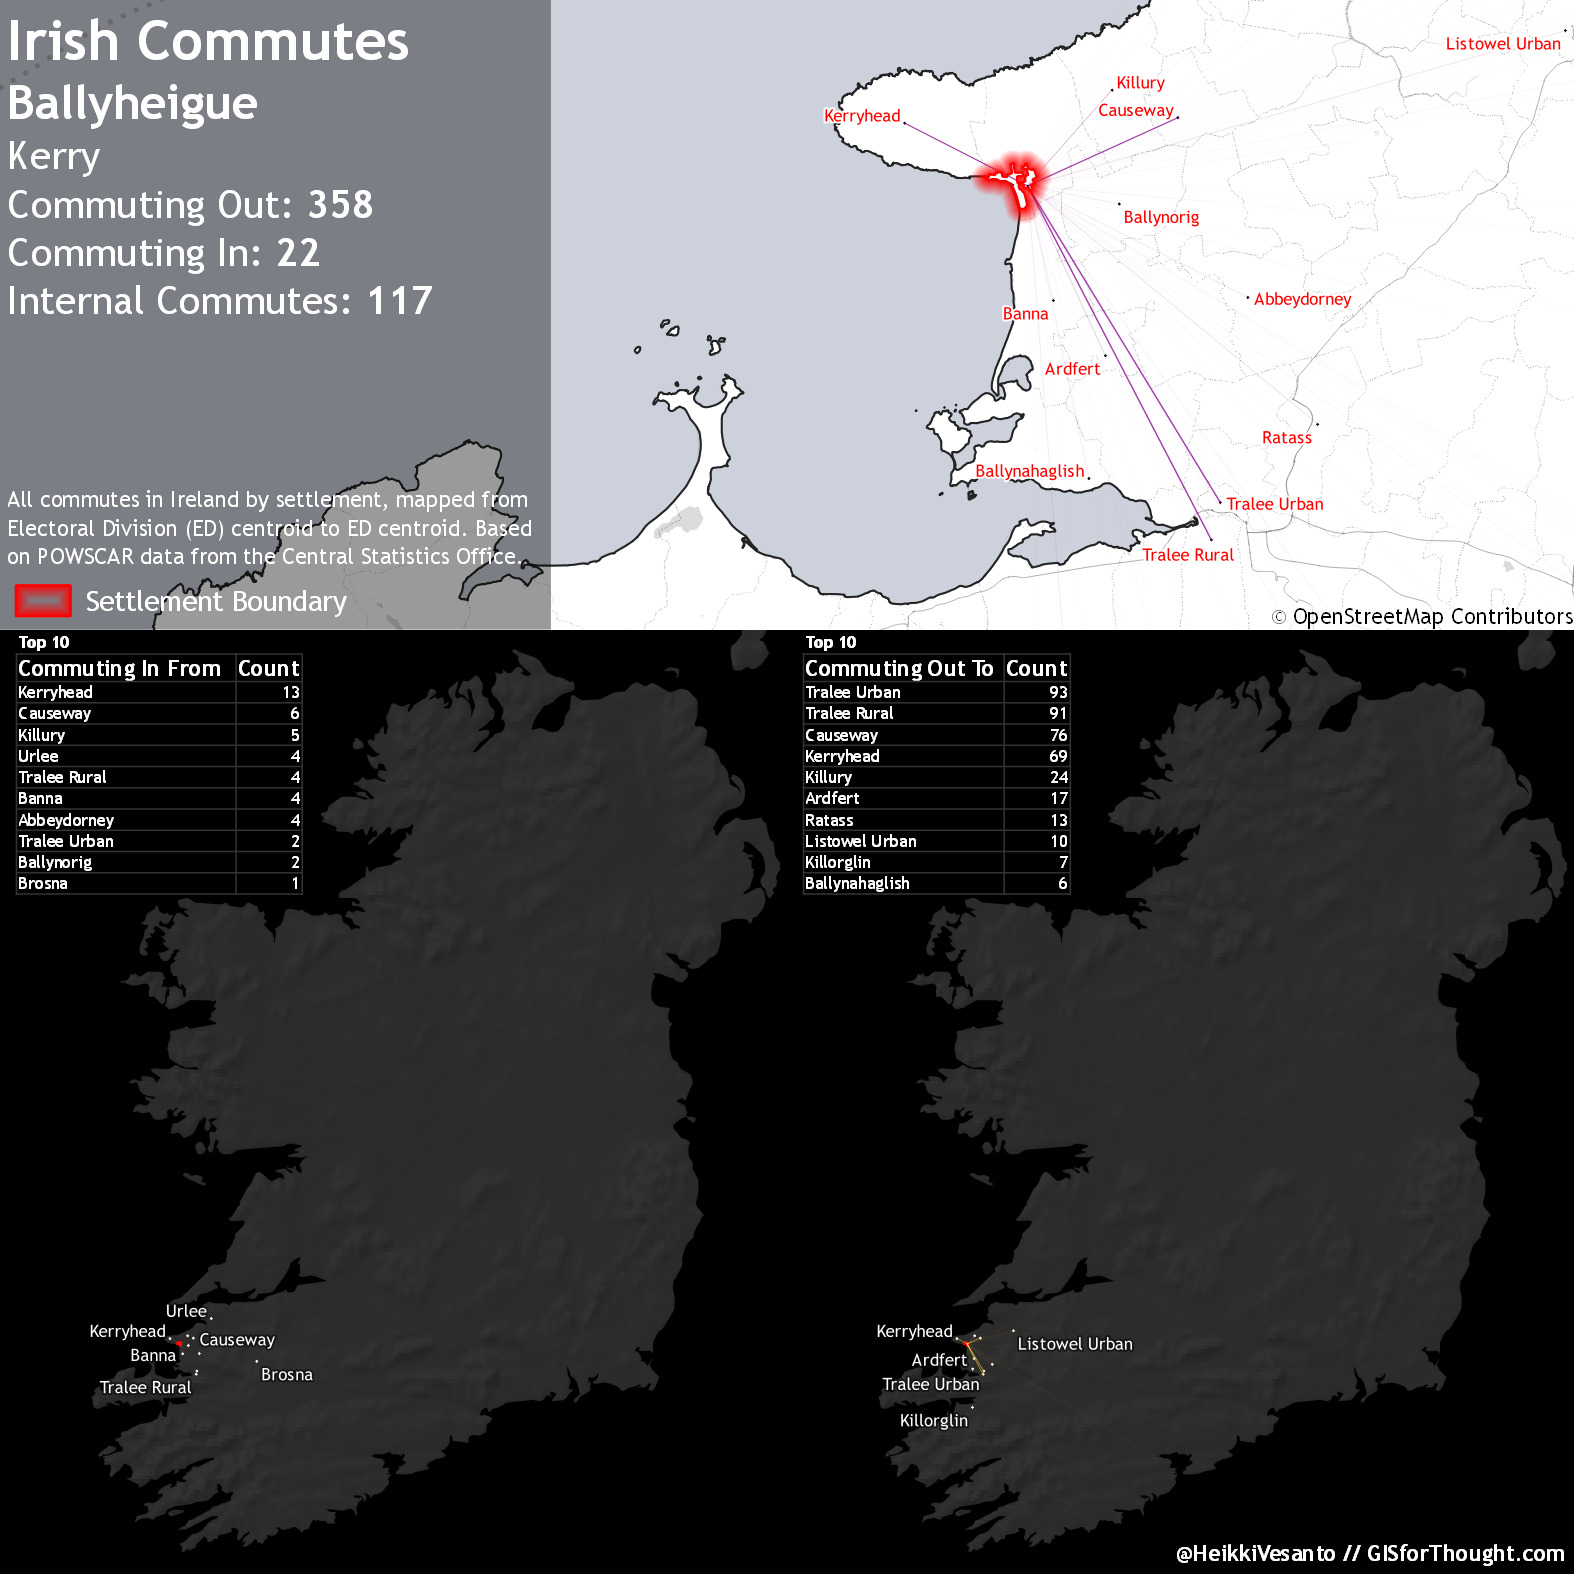 Irish Commutes
Ballyheigue
Kerry
Commuting Out: 358
Commuting In: 22
Internal Commutes: 117
All commutes in Ireland by settlement, mapped from
Electoral Division (ED) centroid to ED centroid. Based
on POWSCAR data from the Central Statistics Office.
Settlement Boundary
Listowel Urban
Killury
Causeway
Kerryhead
Ballynorig
Abbeydorney
Banna
Ardfert
Ratass
Ballynahaglish
Tralee Urban
Tralee Rural
© OpenStreetMap Contributors
Top 10
Commuting In From Count
Kerryhead 13
Causeway 6
Killury 5
Urlee 4
Tralee Rural 4
Banna 4
Abbeydorney 4
Tralee Urban 2
Ballynorig 2
Brosna 1
Urlee
Kerryhead
Causeway
Banna
Brosna
Tralee Rural
Top 10
Commuting Out To Count
Tralee Urban 93
Tralee Rural 91
Causeway 76
Kerryhead 69
Killury 24
Ardfert 17
Ratass 13
Listowel Urban 10
Killorglin 7
Ballynahaglish 6
Kerryhead
Listowel Urban
Ardfert
Tralee Urban
Killorglin
@HeikkiVesanto // GISforThought.com